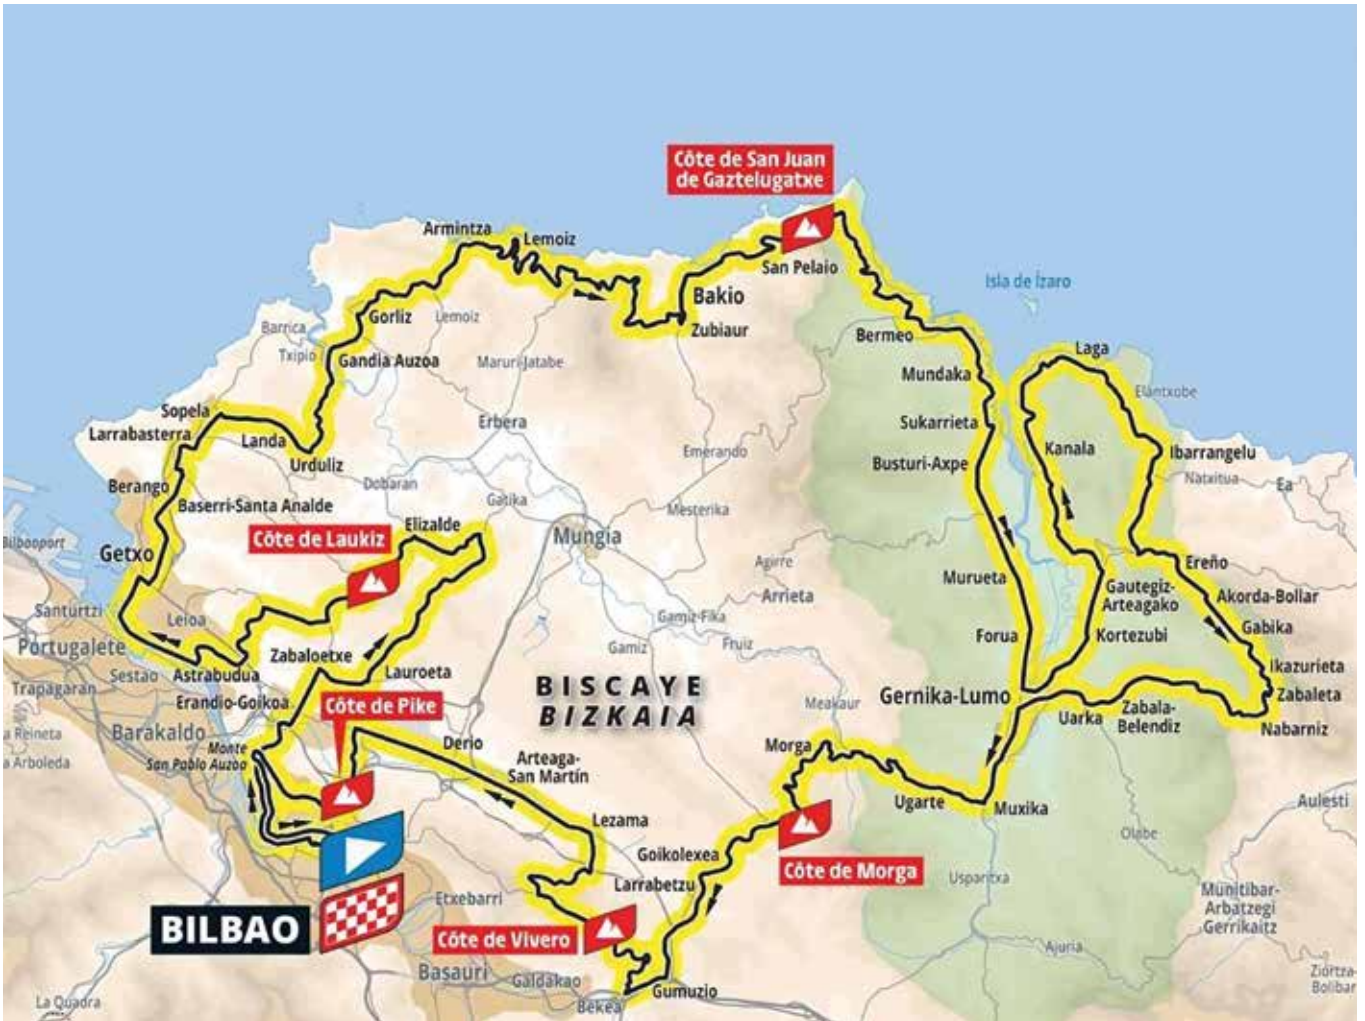 Côte de San Juan
de Gaztelugatxe
Armintza
Lemoiz
San Pelaio
Isla de Ízaro
Bakio
Zubiaur
Gorliz
Lemoiz
Barrica
Txipio
Gandia Auzoa
Maruri-Jatabe
Bermeo
Laga
Mundaka
Elantxobe
Sopela
Larrabasterra
Landa
Urduliz
Erbera
Emerando
Sukarrieta
Kanala
Ibarrangelu
Busturi-Axpe
Natxitua
Ea
Berango
Baserri-Santa Analde
Dobaran
Gatika
Mesterika
Elizalde
Côte de Laukiz
Mungia
Bilbaoport
Getxo
Agirre
Arrieta
Murueta
Ereño
Gautegiz-
Arteagako
Akorda-Bollar
Santurtzi
Leioa
Gamiz-Fika
Fruiz
Gamiz
Forua
Kortezubi
Gabika
Portugalete
Sestao
Astrabudua
Zabaloetxe
Lauroeta
Ikazurieta
Trapagaran
Erandio-Goikoa
Côte de Pike
BISCAYE
BIZKAIA
Meakaur
Gernika-Lumo
Zabaleta
Uarka
Zabala-
Belendiz
Nabarniz
a Reineta
Barakaldo
a Arboleda
Monte
San Pablo Auzoa
Derio
Arteaga-
San Martín
Morga
Ugarte
Muxika
Aulesti
Lezama
Olabe
Goikolexea
Larrabetzu
Côte de Morga
Usparitxa
Munitibar-
Arbatzegi
Gerrikaitz
Etxebarri
BILBAO
Côte de Vivero
Ajuria
Basauri
Galdakao
Gumuzio
Bekea
La Quadra
Ziortza-
Bolibar